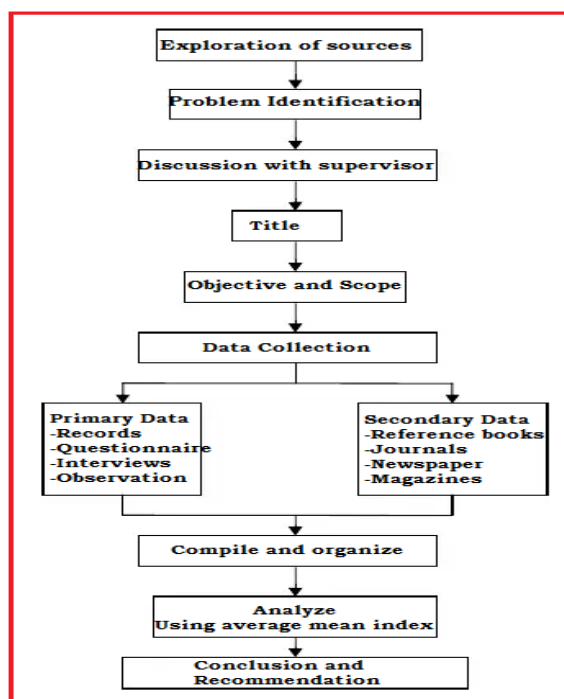 Exploration of sources
Problem Identification
Discussion with supervisor
Title
Objective and Scope
Data Collection
Primary Data
-Records
-Questionnaire
-Interviews
-Observation
Secondary Data
-Reference books
-Journals
-Newspaper
-Magazines
Compile and organize
Analyze
Using average mean index
Conclusion and
Recommendation